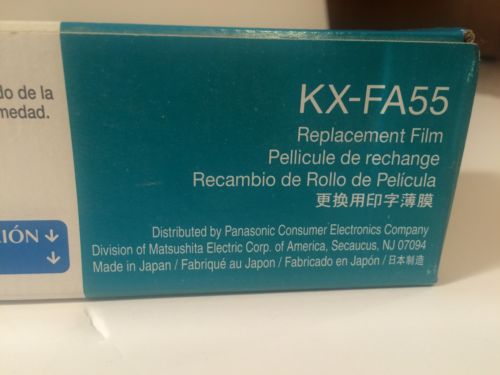 do de la
medad.
IÓN
KX-FA55
Replacement Film
Pellicule de rechange
Recambio de Rollo de Película
更换用印字薄膜
Distributed by Panasonic Consumer Electronics Company
Division of Matsushita Electric Corp. of America, Secaucus, NJ 07094
Made in Japan / Fabriqué au Japon / Fabricado en Japón / 日本制造